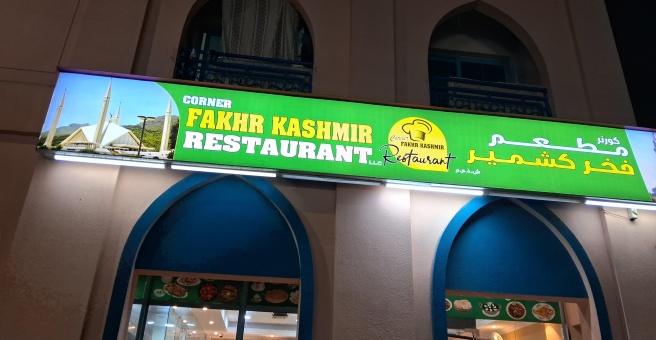 CORNER
FAKHR KASHMIR
RESTAURANT L.L.C
Corner
FAKHR KASHMIR
Restaurant
كورنر
مطعم
فخر كشمير
ش.ذ.م.م